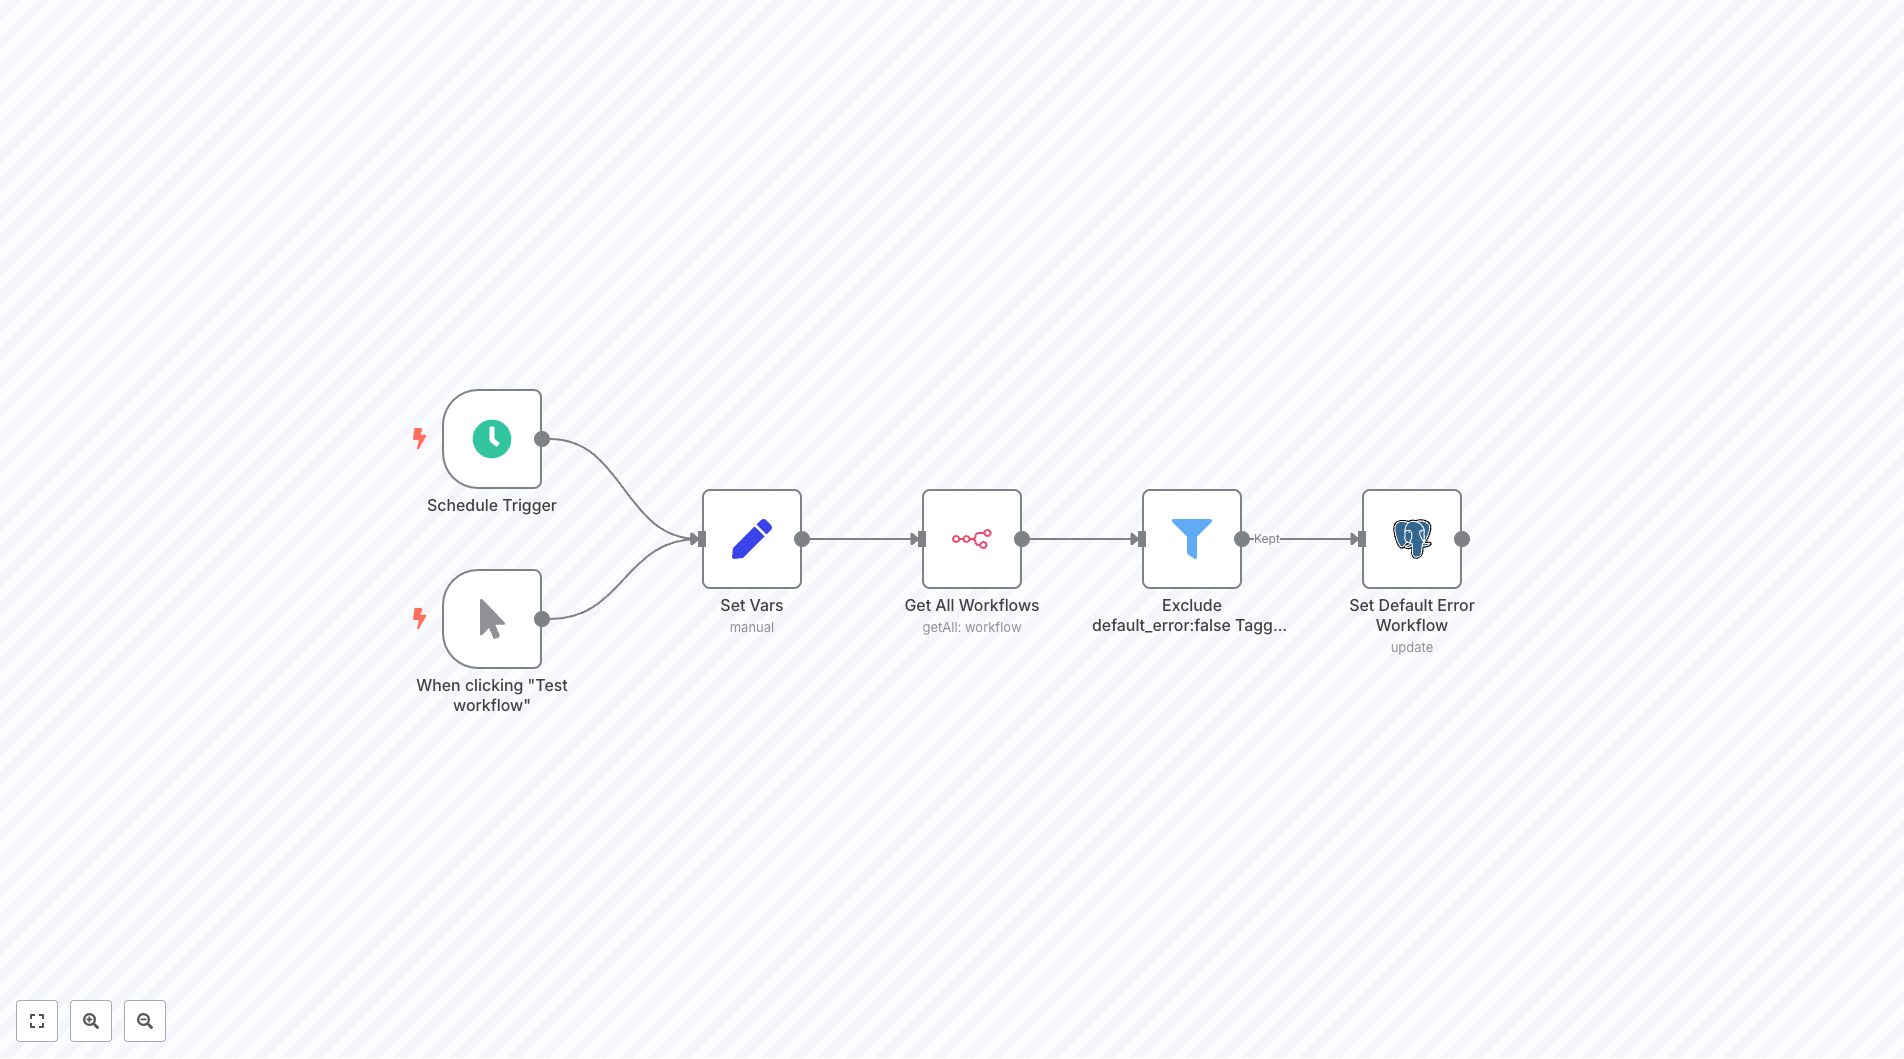 Schedule Trigger
When clicking "Test
workflow"
Set Vars
manual
Get All Workflows
getAll: workflow
Exclude
default_error:false Tagg...
Kept
Set Default Error
Workflow
update